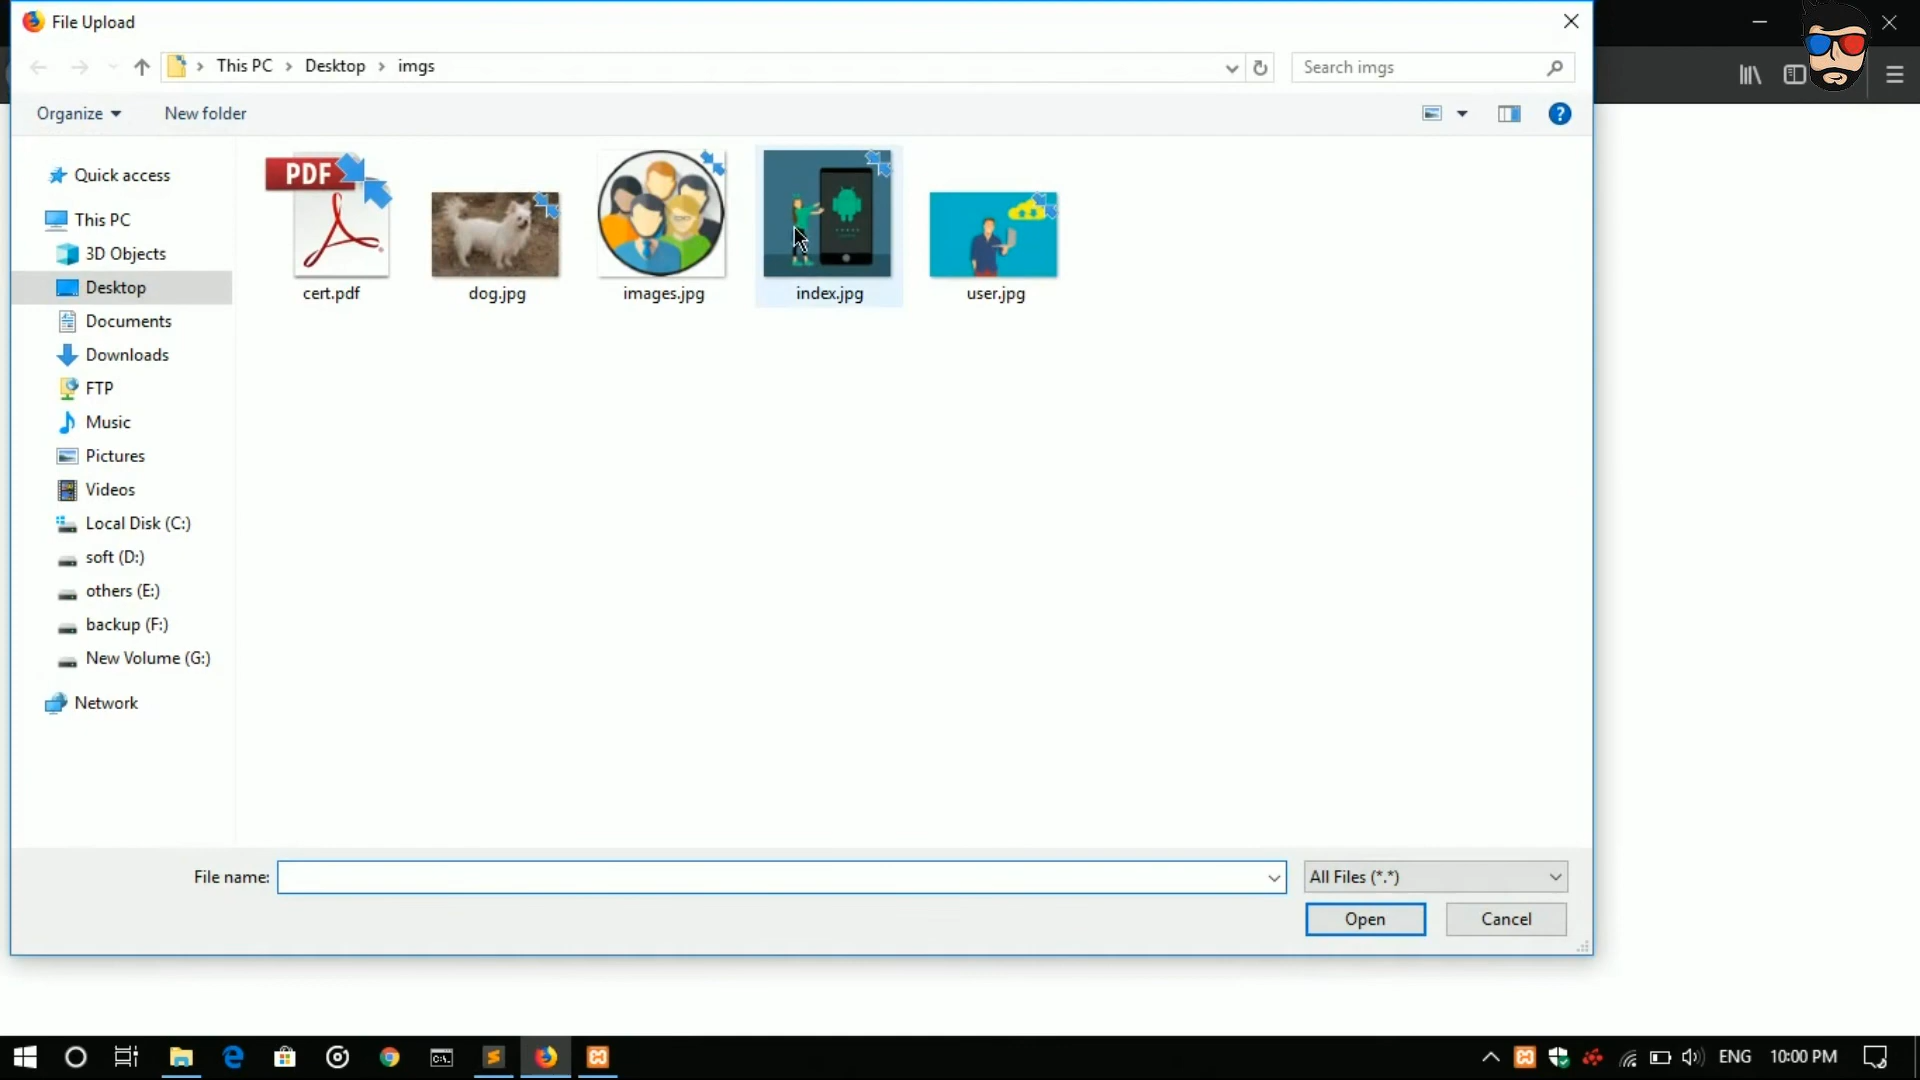 File Upload
This PC > Desktop > imgs
Search imgs
Organize
New folder
?
Quick access
This PC
3D Objects
Desktop
Documents
Downloads
FTP
Music
Pictures
Videos
Local Disk (C:)
soft (D:)
others (E:)
backup (F:)
New Volume (G:)
Network
PDF
cert.pdf
dog.jpg
images.jpg
index.jpg
user.jpg
File name:
All Files (*.*)
Open
Cancel
ENG
10:00 PM